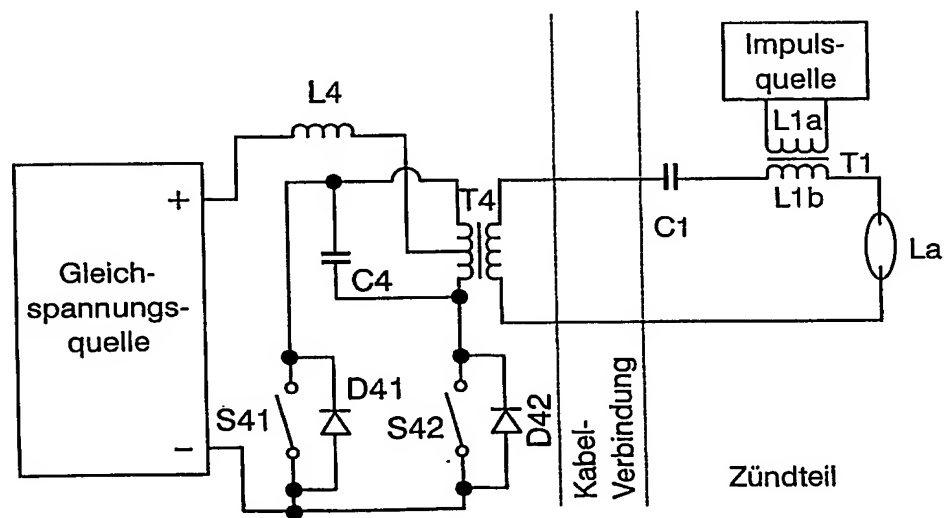 Impuls-
quelle
L4
L1a
T1
L1b
+
T4
C1
La
Gleich-
spannungs-
quelle
C4
D41
S41
S42
D42
Kabel-
Verbindung
−
Zündteil